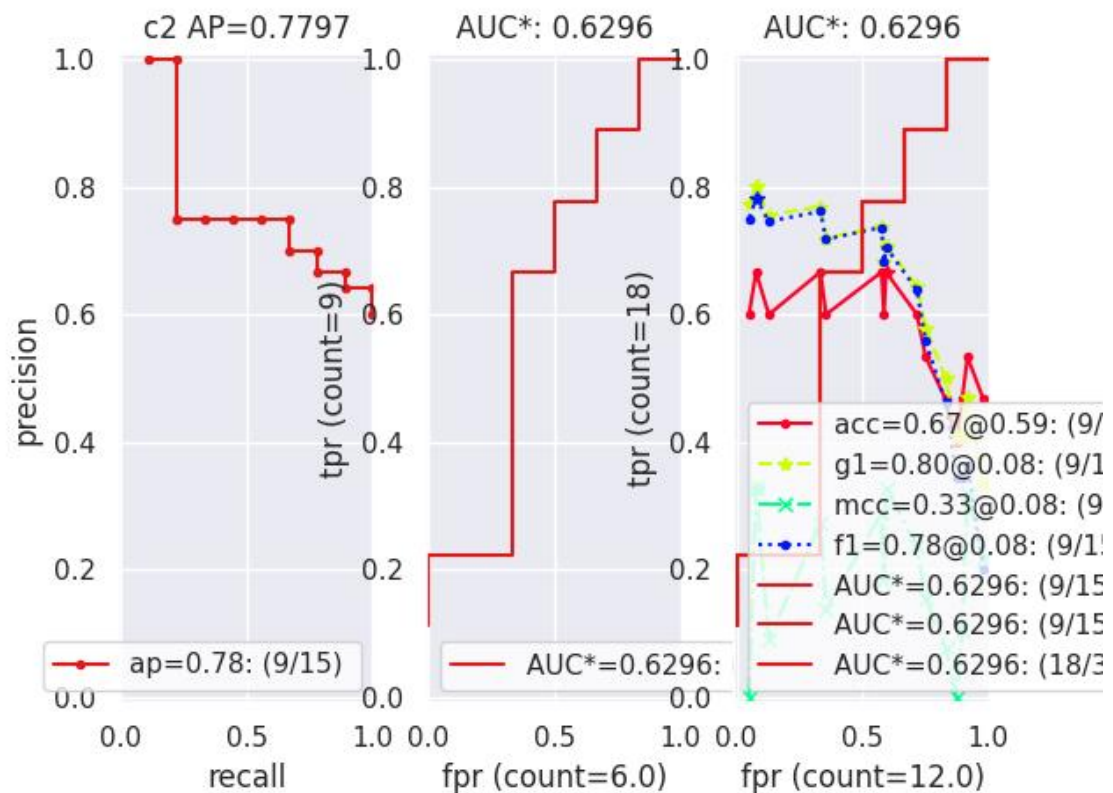 c2 AP=0.7797
1.0
0.8
0.6
0.4
0.2
0.0
precision
ap=0.78: (9/15)
0.0 0.5 1.0
recall
AUC*: 0.6296
1.0
0.8
0.6
0.4
0.2
0.0
tpr (count=9)
AUC*=0.6296:
0.0 0.5 1.0
fpr (count=6.0)
AUC*: 0.6296
1.0
0.8
0.6
0.4
0.2
0.0
tpr (count=18)
acc=0.67@0.59: (9/
g1=0.80@0.08: (9/1
mcc=0.33@0.08: (9
f1=0.78@0.08: (9/15
AUC*=0.6296: (9/15
AUC*=0.6296: (9/15
AUC*=0.6296: (18/3
0.0 0.5 1.0
fpr (count=12.0)